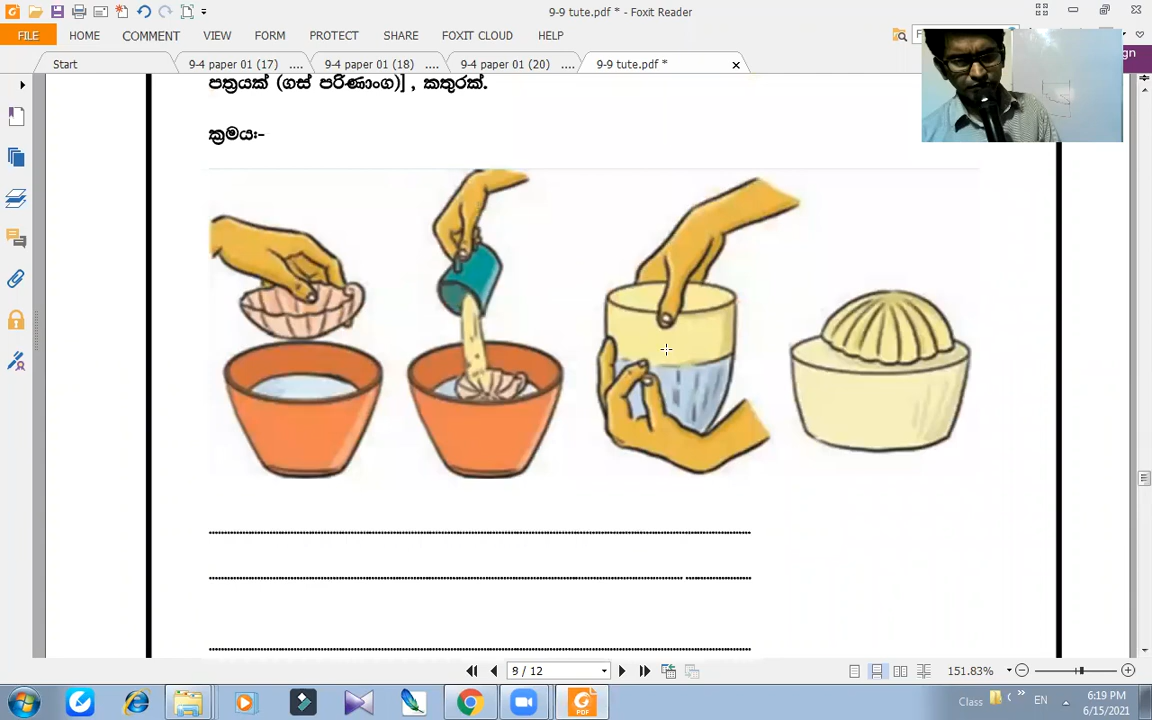 9-9 tute.pdf * - Foxit Reader
FILE HOME COMMENT VIEW FORM PROTECT SHARE FOXIT CLOUD HELP
Start 9-4 paper 01 (17) .... 9-4 paper 01 (18) .... 9-4 paper 01 (20) .... 9-9 tute.pdf *
පත්‍රයක් (ගස් පරිණාංග)] , කතුරක්.
ක්‍රමය:-
8 / 12
151.83%
Class
EN
6:19 PM
6/15/2021